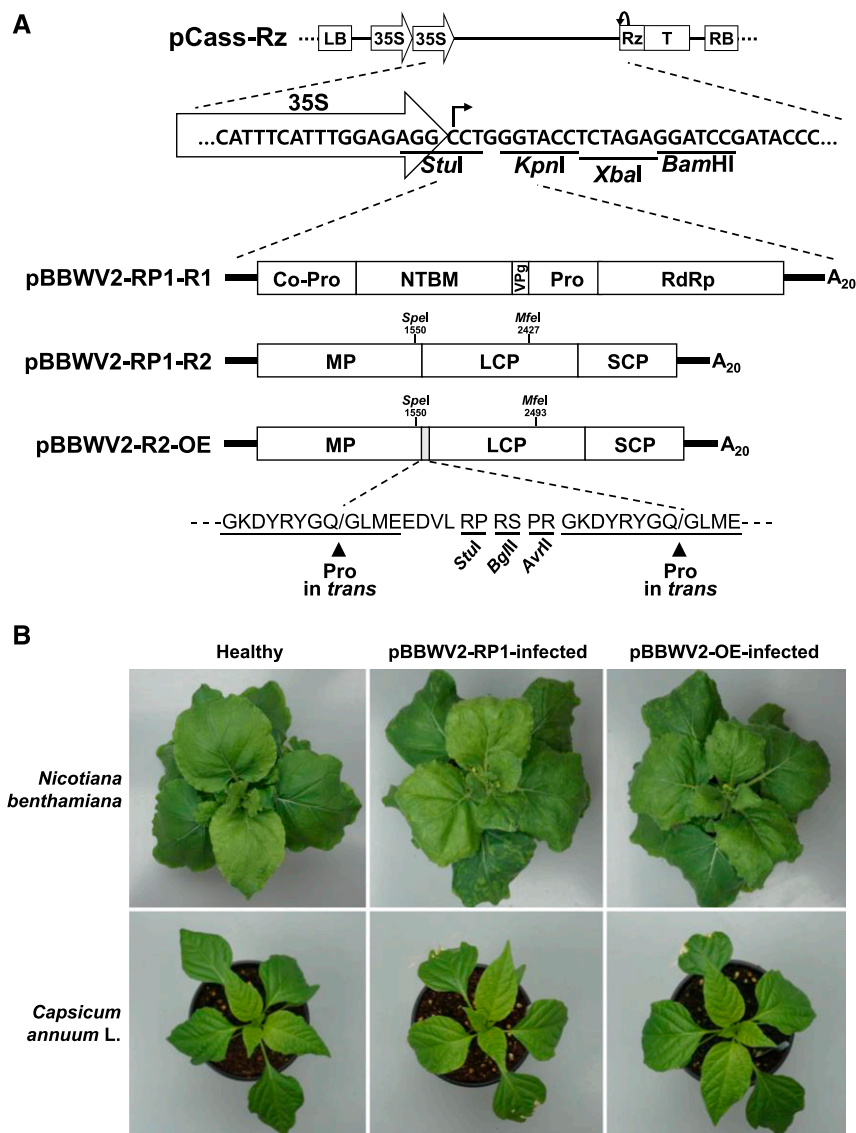 A
pCass-Rz
LB 35S 35S Rz T RB
35S
...CATTTCATTTGGAGAGG CCTGGGTACCTCTAGAGGATCCGATACCC...
StuI KpnI XbaI BamHI
pBBWV2-RP1-R1
Co-Pro NTBM VPg Pro RdRp A20
SpeI 1550
MfeI 2427
pBBWV2-RP1-R2
MP LCP SCP A20
SpeI 1550
MfeI 2493
pBBWV2-R2-OE
MP LCP SCP A20
---GKDYRYGQ/GLMEEDVL RP RS PR GKDYRYGQ/GLME---
StuI BglII AvrII
Pro in trans
Pro in trans
B
Healthy pBBWV2-RP1-infected pBBWV2-OE-infected
Nicotiana
benthamiana
Capsicum
annuum L.